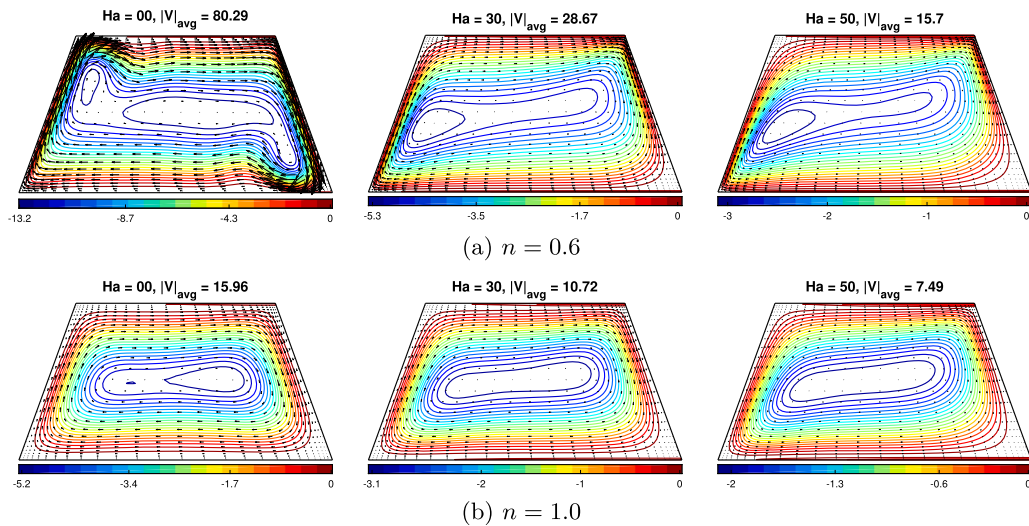 Ha = 00, |V|avg = 80.29 Ha = 30, |V|avg = 28.67 Ha = 50, |V|avg = 15.7
-13.2 -8.7 -4.3 0 -5.3 -3.5 -1.7 0 -3 -2 -1 0
(a) n = 0.6
Ha = 00, |V|avg = 15.96 Ha = 30, |V|avg = 10.72 Ha = 50, |V|avg = 7.49
-5.2 -3.4 -1.7 0 -3.1 -2 -1 0 -2 -1.3 -0.6 0
(b) n = 1.0